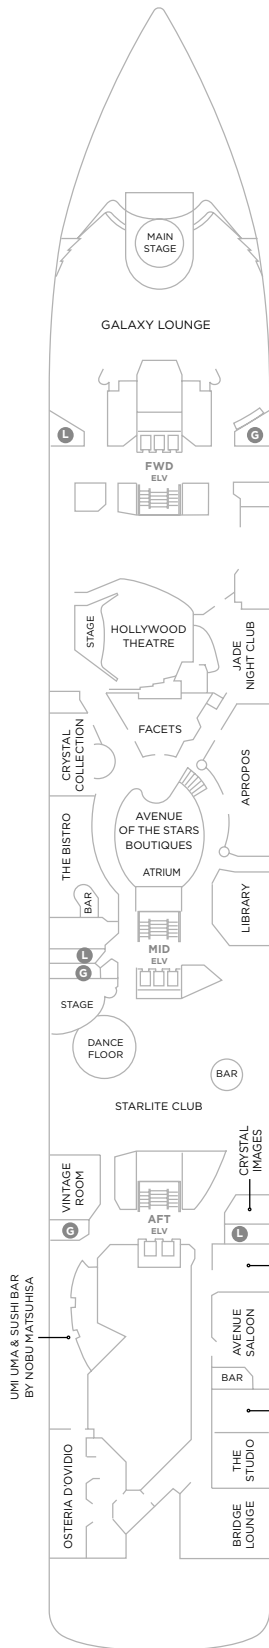 MAIN
STAGE
GALAXY LOUNGE
L
G
FWD
ELV
STAGE
HOLLYWOOD
THEATRE
JADE
NIGHT CLUB
FACETS
CRYSTAL
COLLECTION
APROPOS
AVENUE
OF THE STARS
BOUTIQUES
ATRIUM
THE BISTRO
BAR
LIBRARY
MID
ELV
L
G
STAGE
DANCE
FLOOR
BAR
STARLITE CLUB
CRYSTAL
IMAGES
VINTAGE
ROOM
G
AFT
ELV
L
UMI UMA & SUSHI BAR
BY NOBU MATSUHISA
AVENUE
SALOON
BAR
THE
STUDIO
OSTERIA D'OVIDIO
BRIDGE
LOUNGE